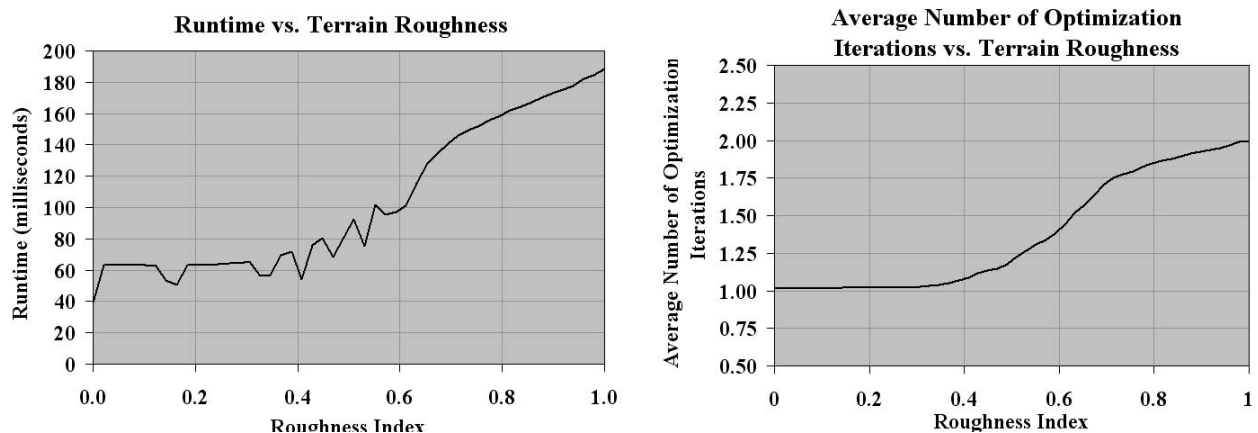 Runtime vs. Terrain Roughness
Runtime (milliseconds)
200
180
160
140
120
100
80
60
40
20
0
0.0 0.2 0.4 0.6 0.8 1.0
Roughness Index
Average Number of Optimization
Iterations vs. Terrain Roughness
Average Number of Optimization
Iterations
2.50
2.25
2.00
1.75
1.50
1.25
1.00
0.75
0.50
0 0.2 0.4 0.6 0.8 1
Roughness Index